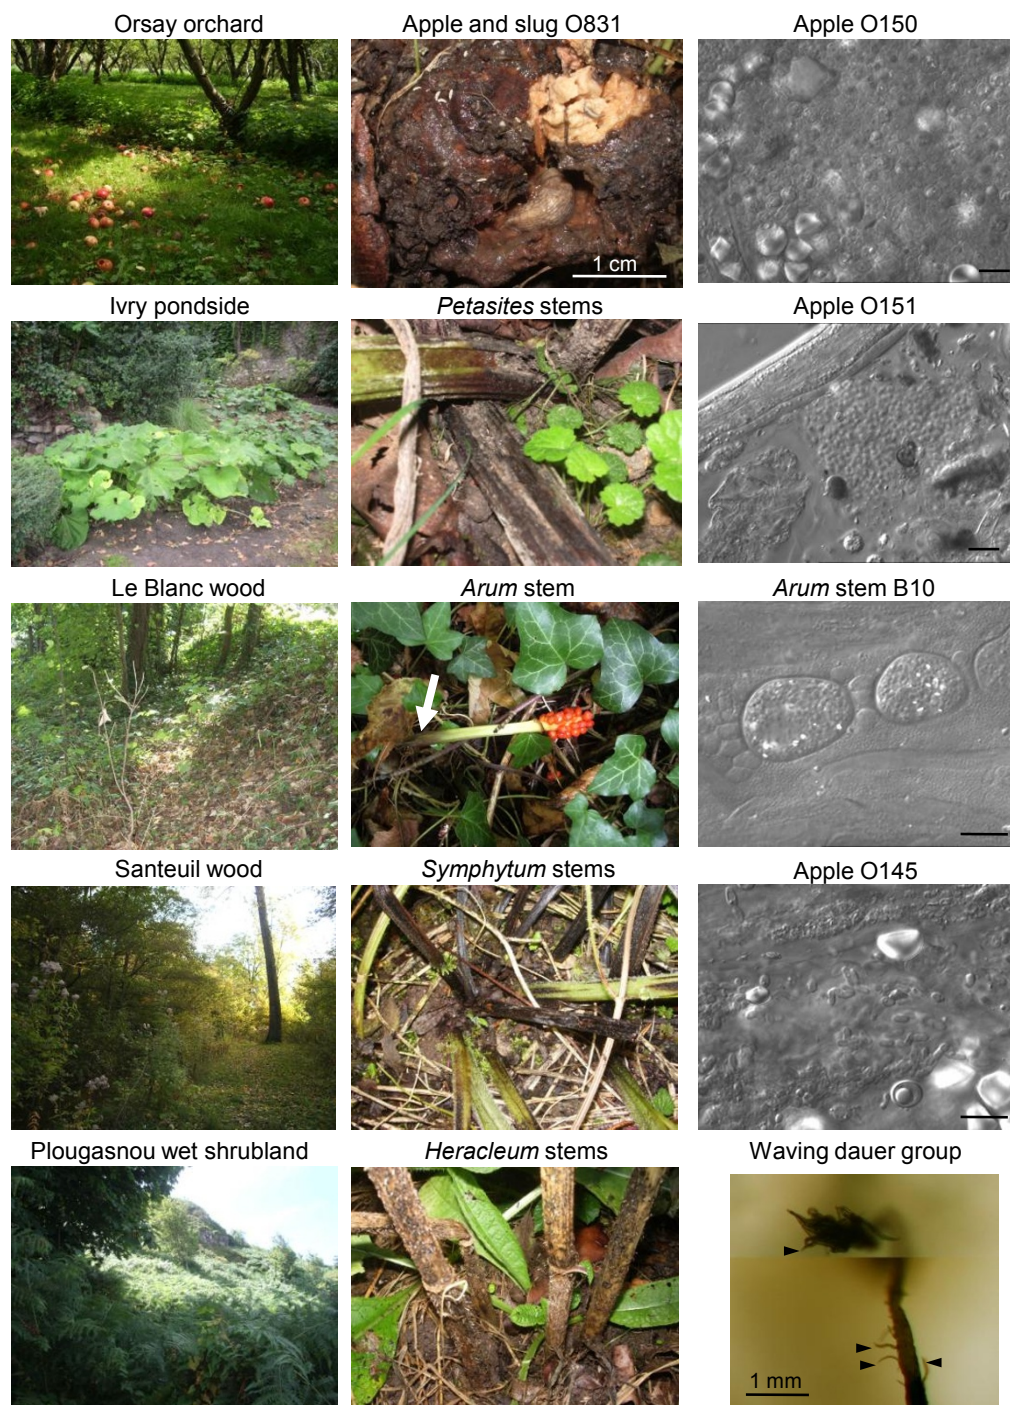 Orsay orchard
Apple and slug O831
Apple O150
1 cm
Ivry pondside
Petasites stems
Apple O151
Le Blanc wood
Arum stem
Arum stem B10
Santeuil wood
Symphytum stems
Apple O145
Plougasnou wet shrubland
Heracleum stems
Waving dauer group
1 mm